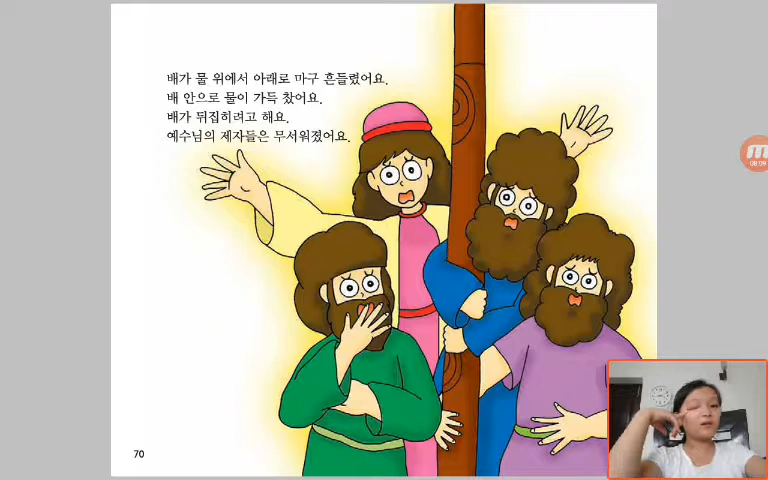 배가 물 위에서 아래로 마구 흔들렸어요.
배 안으로 물이 가득 찼어요.
배가 뒤집히려고 해요.
예수님의 제자들은 무서워졌어요.
70
08:09